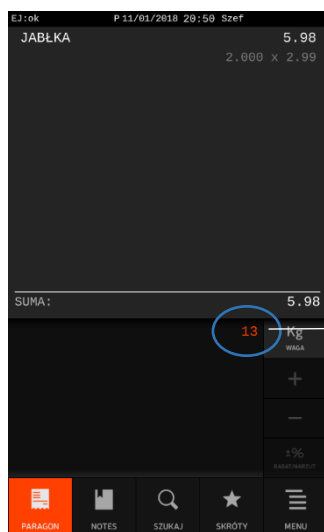 EJ:ok P 11/01/2018 20:50 Szef
JABŁKA 5.98
2.000 x 2.99
SUMA: 5.98
13 Kg
WAGA
+
−
±%
RABAT/NARZUT
PARAGON NOTES SZUKAJ SKRÓTY MENU